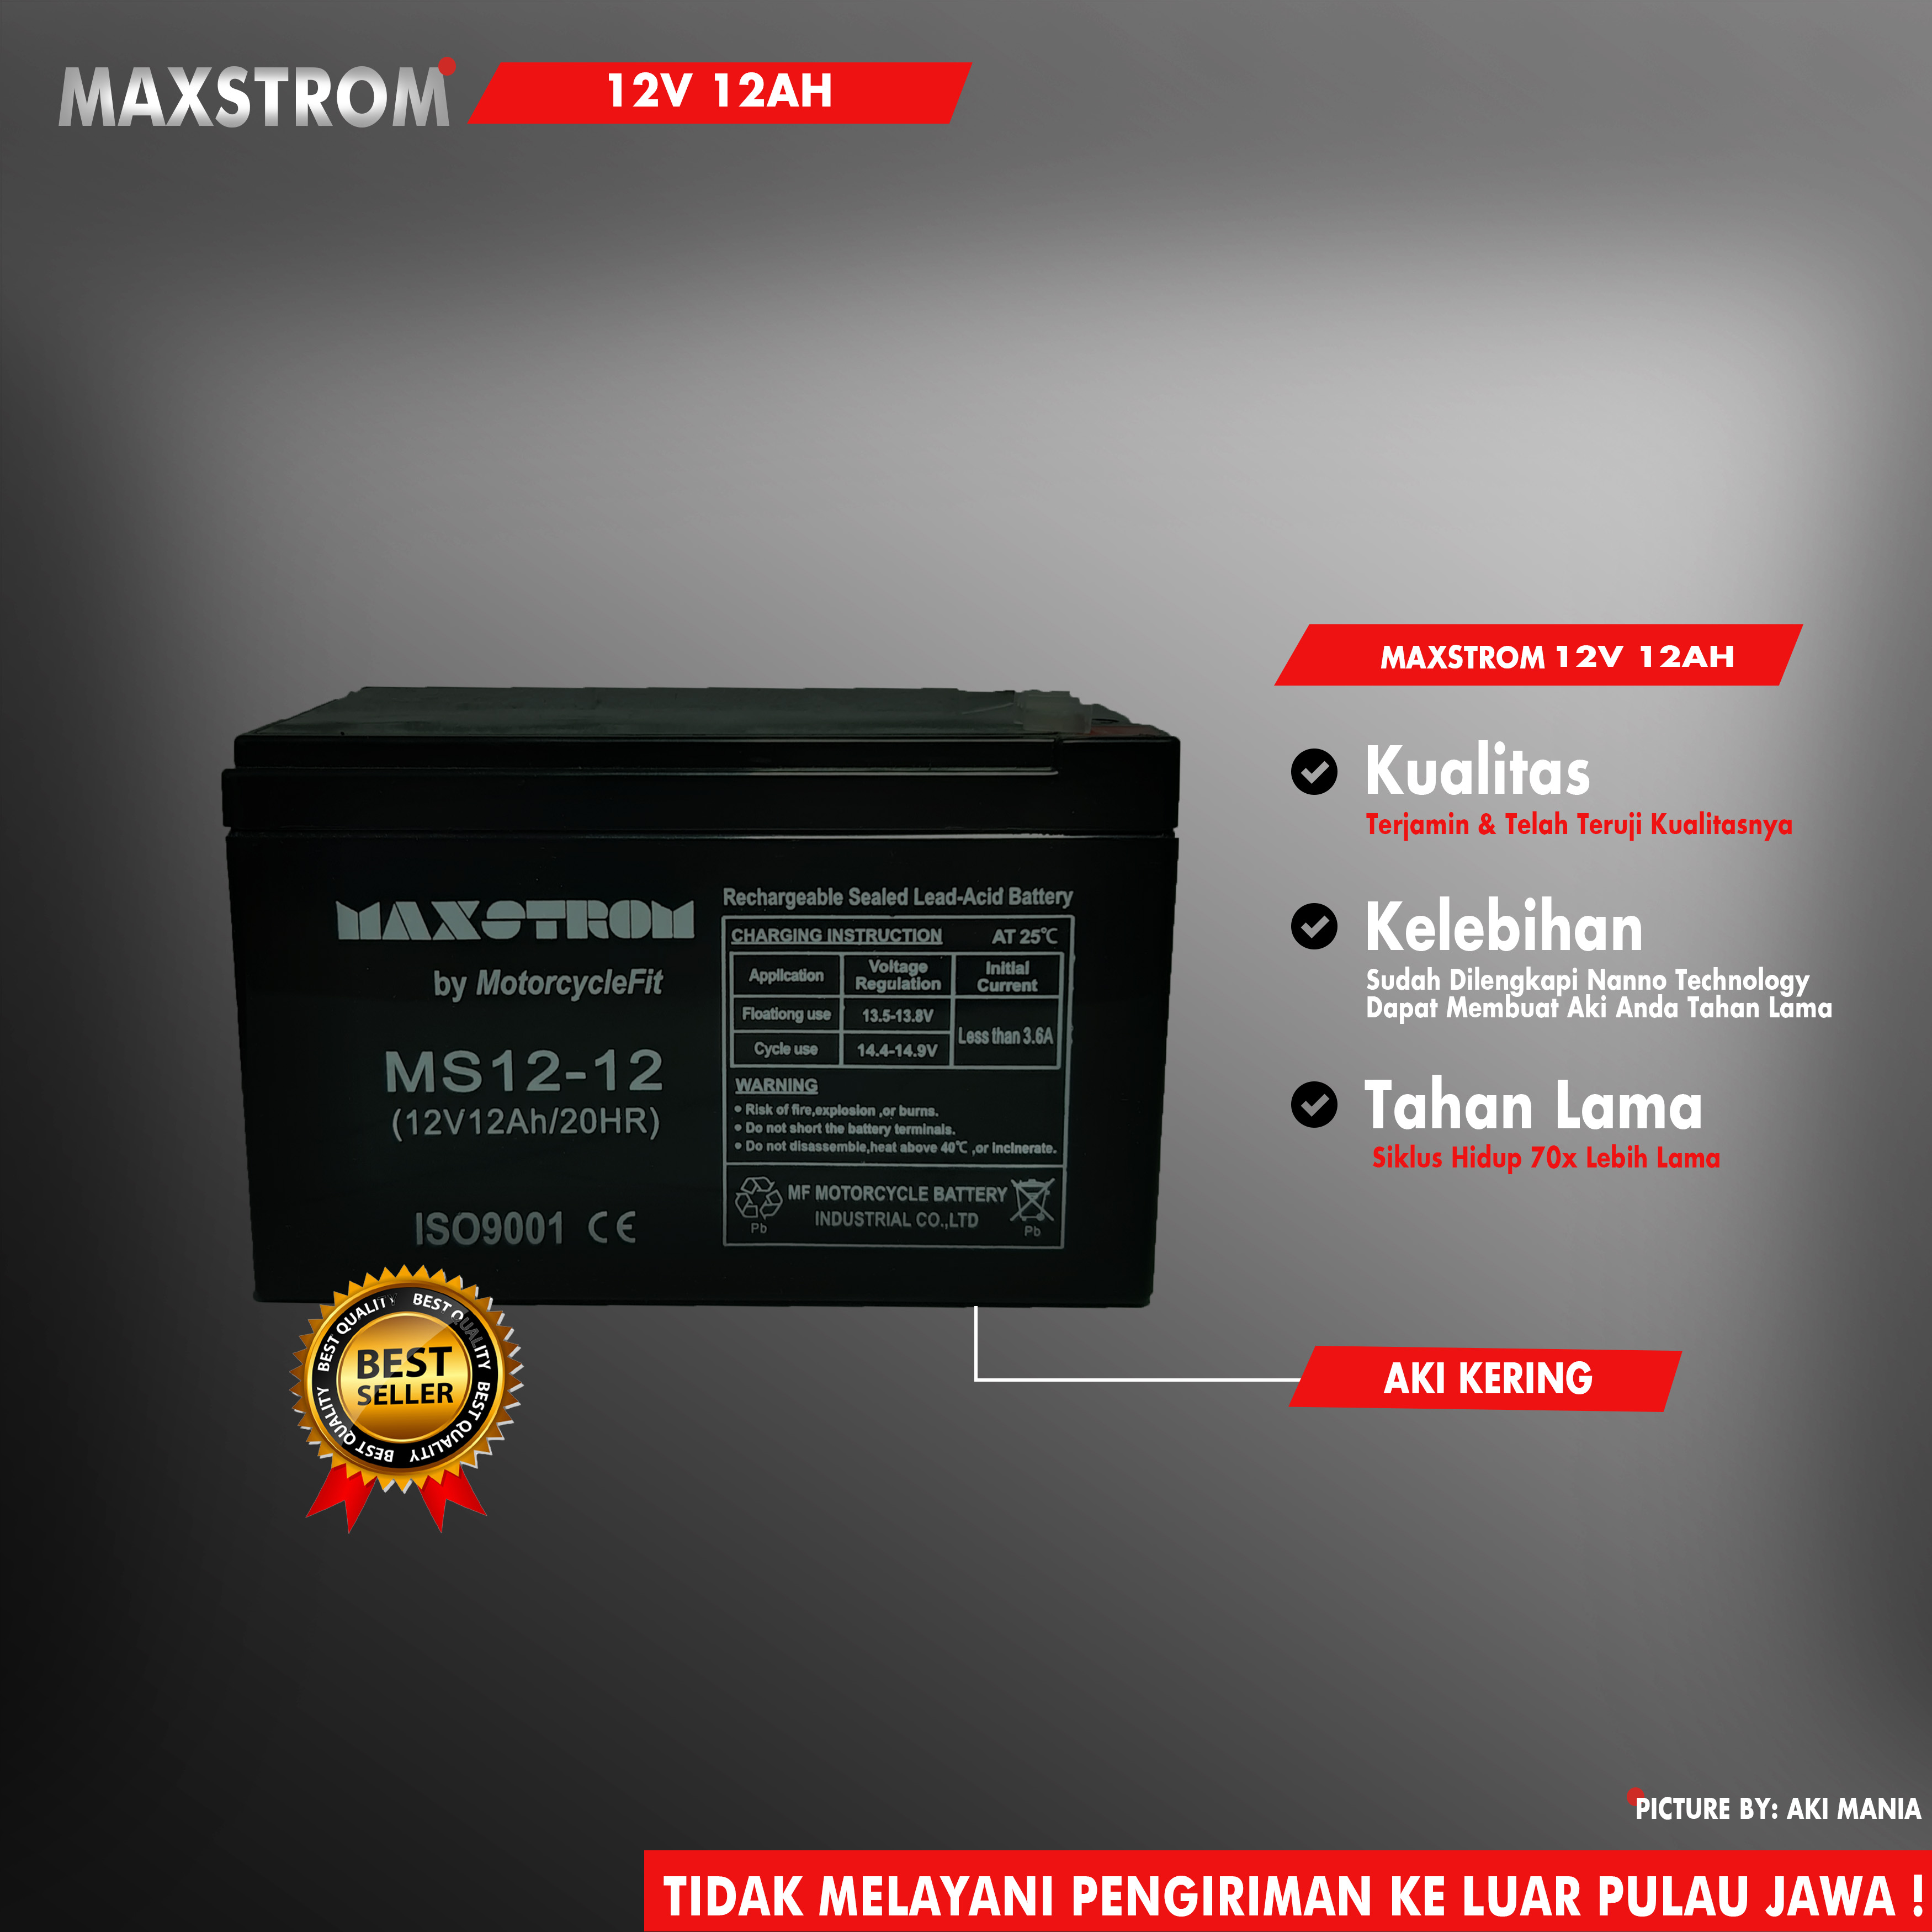 MAXSTROM
12V 12AH
MAXSTROM 12V 12AH
Kualitas
Terjamin & Telah Teruji Kualitasnya
Kelebihan
Sudah Dilengkapi Nanno Technology
Dapat Membuat Aki Anda Tahan Lama
Tahan Lama
Siklus Hidup 70x Lebih Lama
MAXSTROM
by MotorcycleFit
MS12-12
(12V12Ah/20HR)
ISO9001 CE
Rechargeable Sealed Lead-Acid Battery
CHARGING INSTRUCTION AT 25℃
Application Voltage Regulation Initial Current
Floationg use 13.5-13.8V Less than 3.6A
Cycle use 14.4-14.9V
WARNING
• Risk of fire,explosion ,or burns.
• Do not short the battery terminals.
• Do not disassemble,heat above 40℃ ,or incinerate.
MF MOTORCYCLE BATTERY
INDUSTRIAL CO.,LTD
Pb
Pb
BEST QUALITY BEST QUALITY BEST QUALITY BEST QUALITY
BEST
SELLER
AKI KERING
PICTURE BY: AKI MANIA
TIDAK MELAYANI PENGIRIMAN KE LUAR PULAU JAWA !